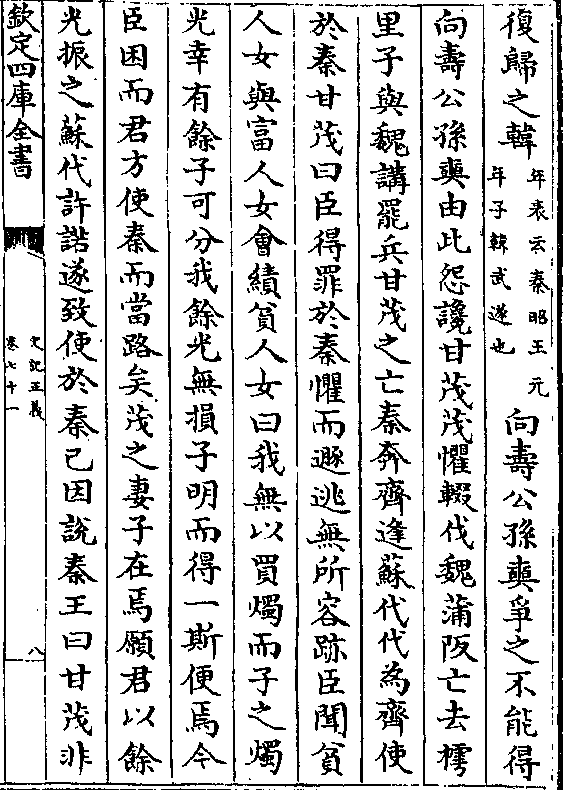 復歸之韓年表云秦昭王元年予韓武遂也向壽公孫奭爭之不能得
向壽公孫奭由此怨讒甘茂茂懼輟伐魏蒲阪亡去樗
里子與魏講罷兵甘茂之亡秦奔齊逢蘇代代為齊使
於秦甘茂曰臣得罪於秦懼而遯逃無所容跡臣聞貧
人女與富人女會績貧人女曰我無以買燭而子之燭
光幸有餘子可分我餘光無損子明而得一斯便焉今
臣困而君方使秦而當路矣茂之妻子在焉願君以餘
光振之蘇代許諾遂致使於秦已因說秦王曰甘茂非
欽定四庫全書
史記正義
卷七十一
八